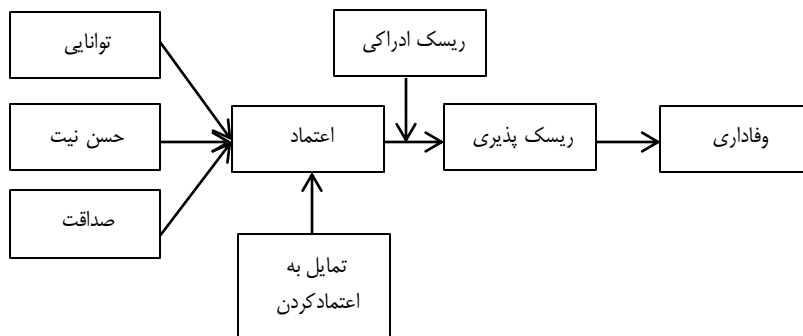 توانایی
ریسک ادراکی
حسن نیت
اعتماد
ریسک پذیری
وفاداری
صداقت
تمایل به
اعتمادکردن